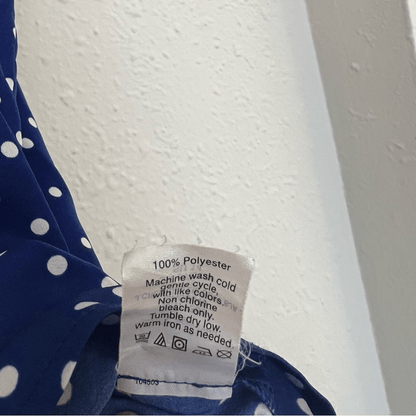 100% Polyester
Machine wash cold
gentle cycle,
with like colors.
Non chlorine
bleach only.
Tumble dry low.
Warm iron as needed
104803